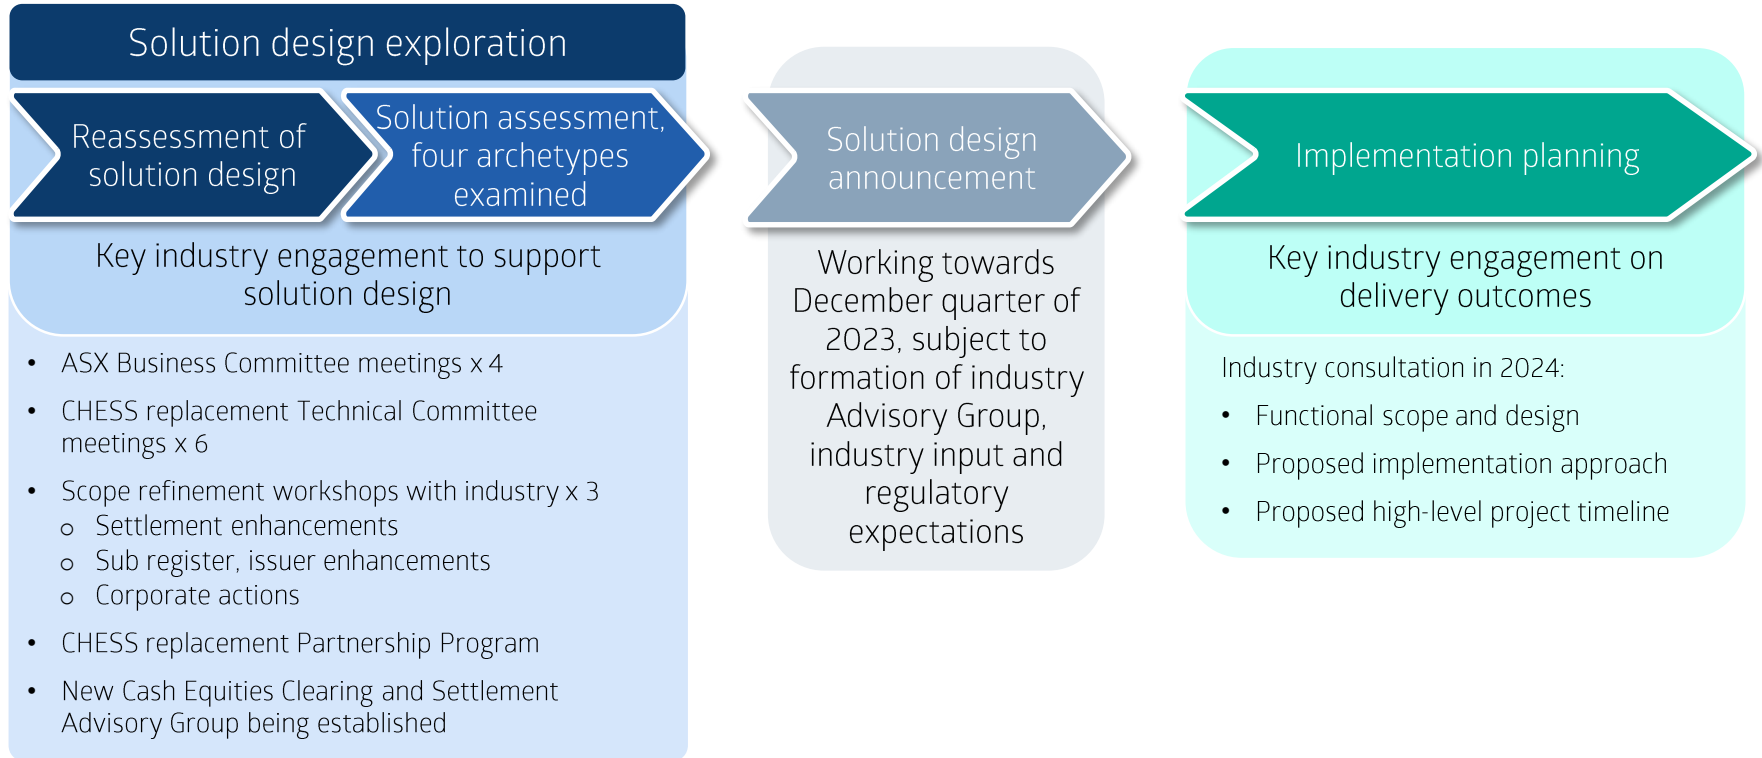 Solution design exploration
Reassessment of
solution design
Solution assessment,
four archetypes
examined
Key industry engagement to support
solution design
• ASX Business Committee meetings x 4
• CHESS replacement Technical Committee
meetings x 6
• Scope refinement workshops with industry x 3
o Settlement enhancements
o Sub register, issuer enhancements
o Corporate actions
• CHESS replacement Partnership Program
• New Cash Equities Clearing and Settlement
Advisory Group being established
Solution design
announcement
Working towards
December quarter of
2023, subject to
formation of industry
Advisory Group,
industry input and
regulatory
expectations
Implementation planning
Key industry engagement on
delivery outcomes
Industry consultation in 2024:
• Functional scope and design
• Proposed implementation approach
• Proposed high-level project timeline